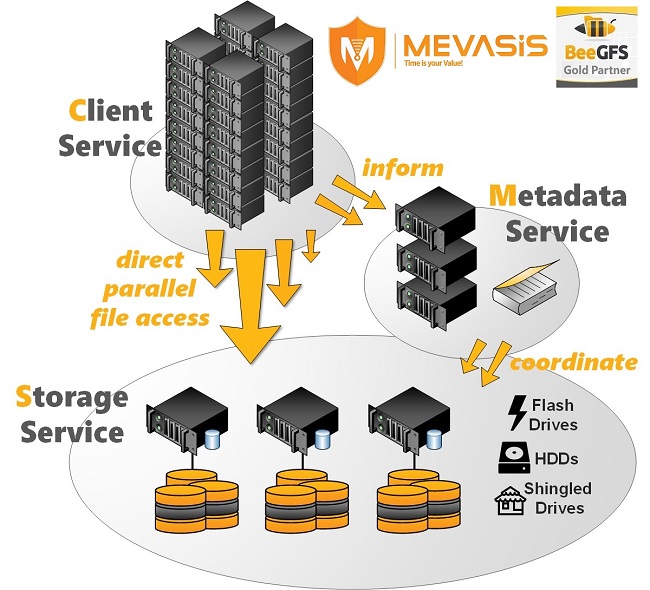 MEVASiS
Time is your Value!
BeeGFS
Gold Partner
Client
Service
inform
Metadata
Service
direct
parallel
file access
coordinate
Storage
Service
Flash
Drives
HDDs
Shingled
Drives